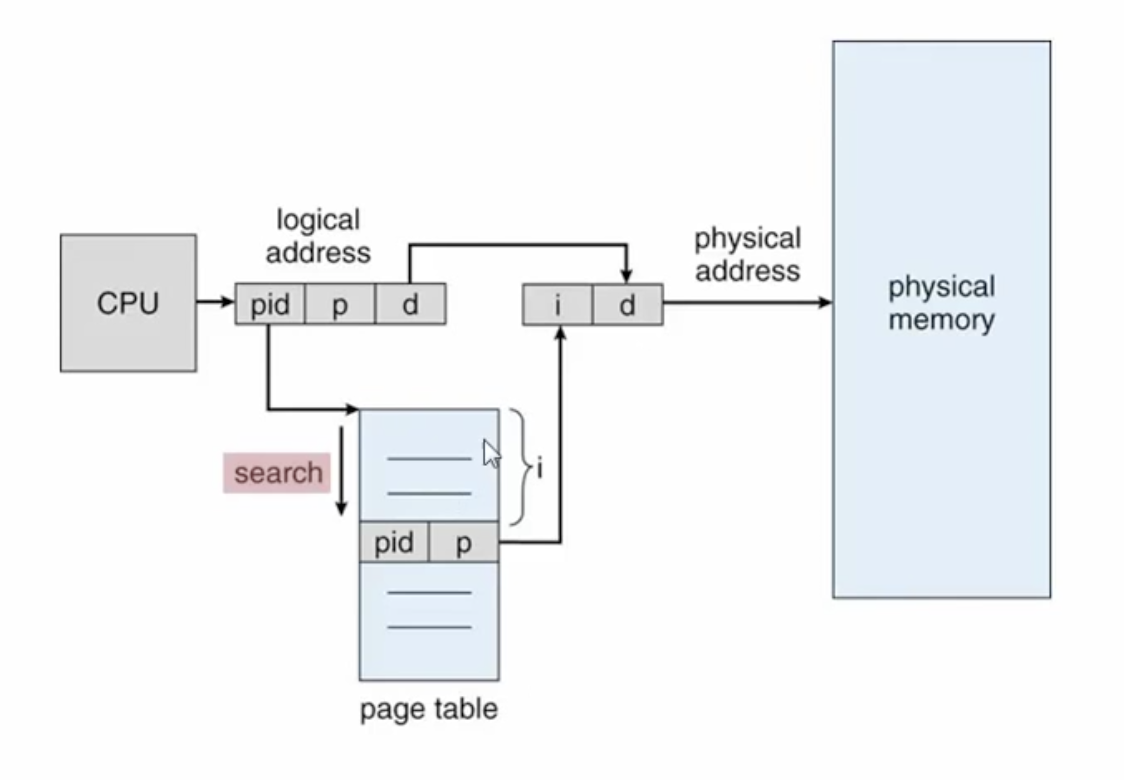 logical
address
physical
address
CPU
pid p d
i d
physical
memory
search
i
pid p
page table